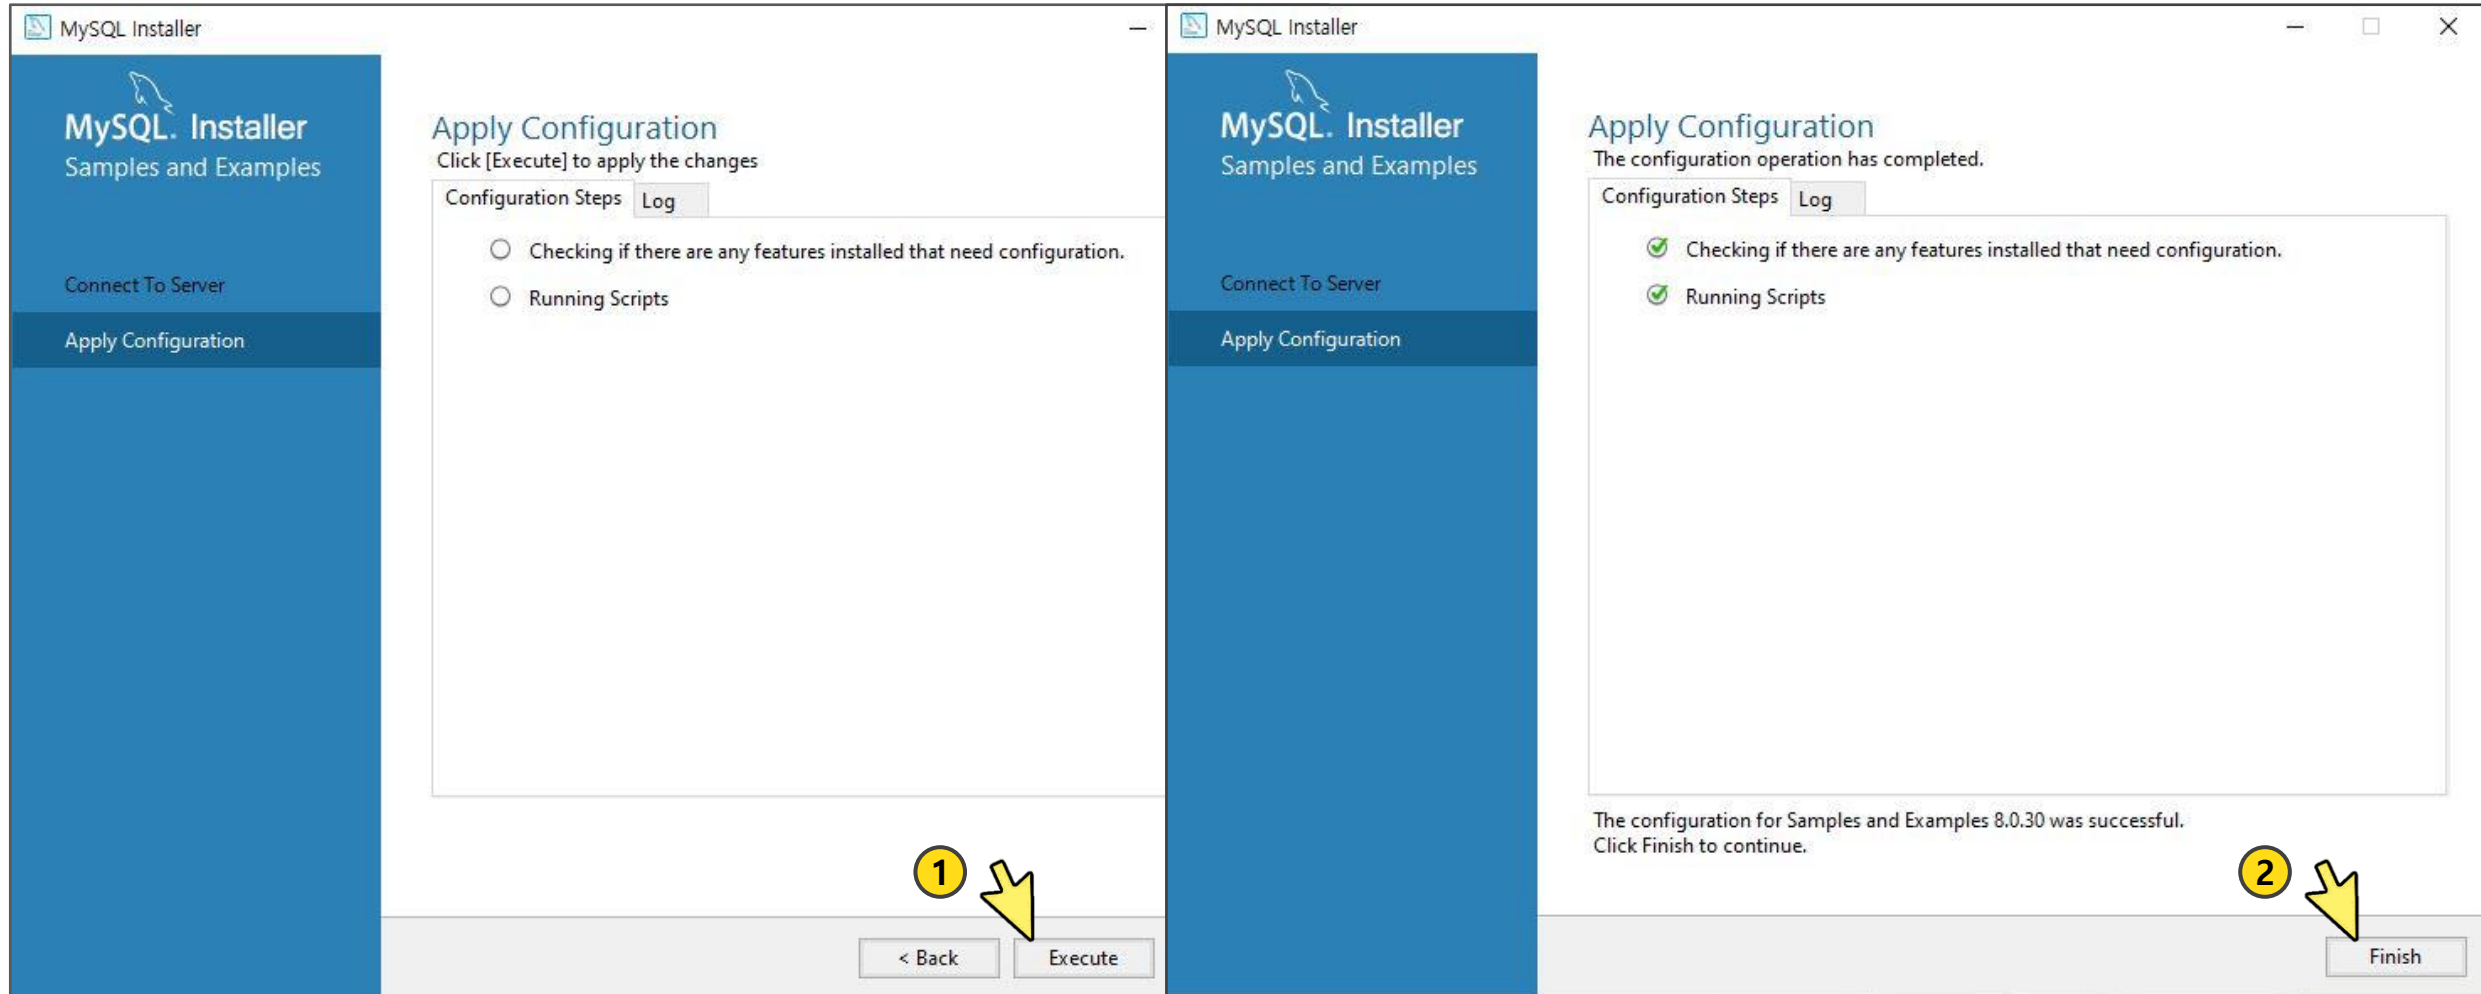 MySQL Installer
MySQL. Installer
Samples and Examples
Connect To Server
Apply Configuration
Apply Configuration
Click [Execute] to apply the changes
Configuration Steps Log
Checking if there are any features installed that need configuration.
Running Scripts
1
< Back Execute
MySQL Installer
MySQL. Installer
Samples and Examples
Connect To Server
Apply Configuration
Apply Configuration
The configuration operation has completed.
Configuration Steps Log
Checking if there are any features installed that need configuration.
Running Scripts
The configuration for Samples and Examples 8.0.30 was successful.
Click Finish to continue.
2
Finish